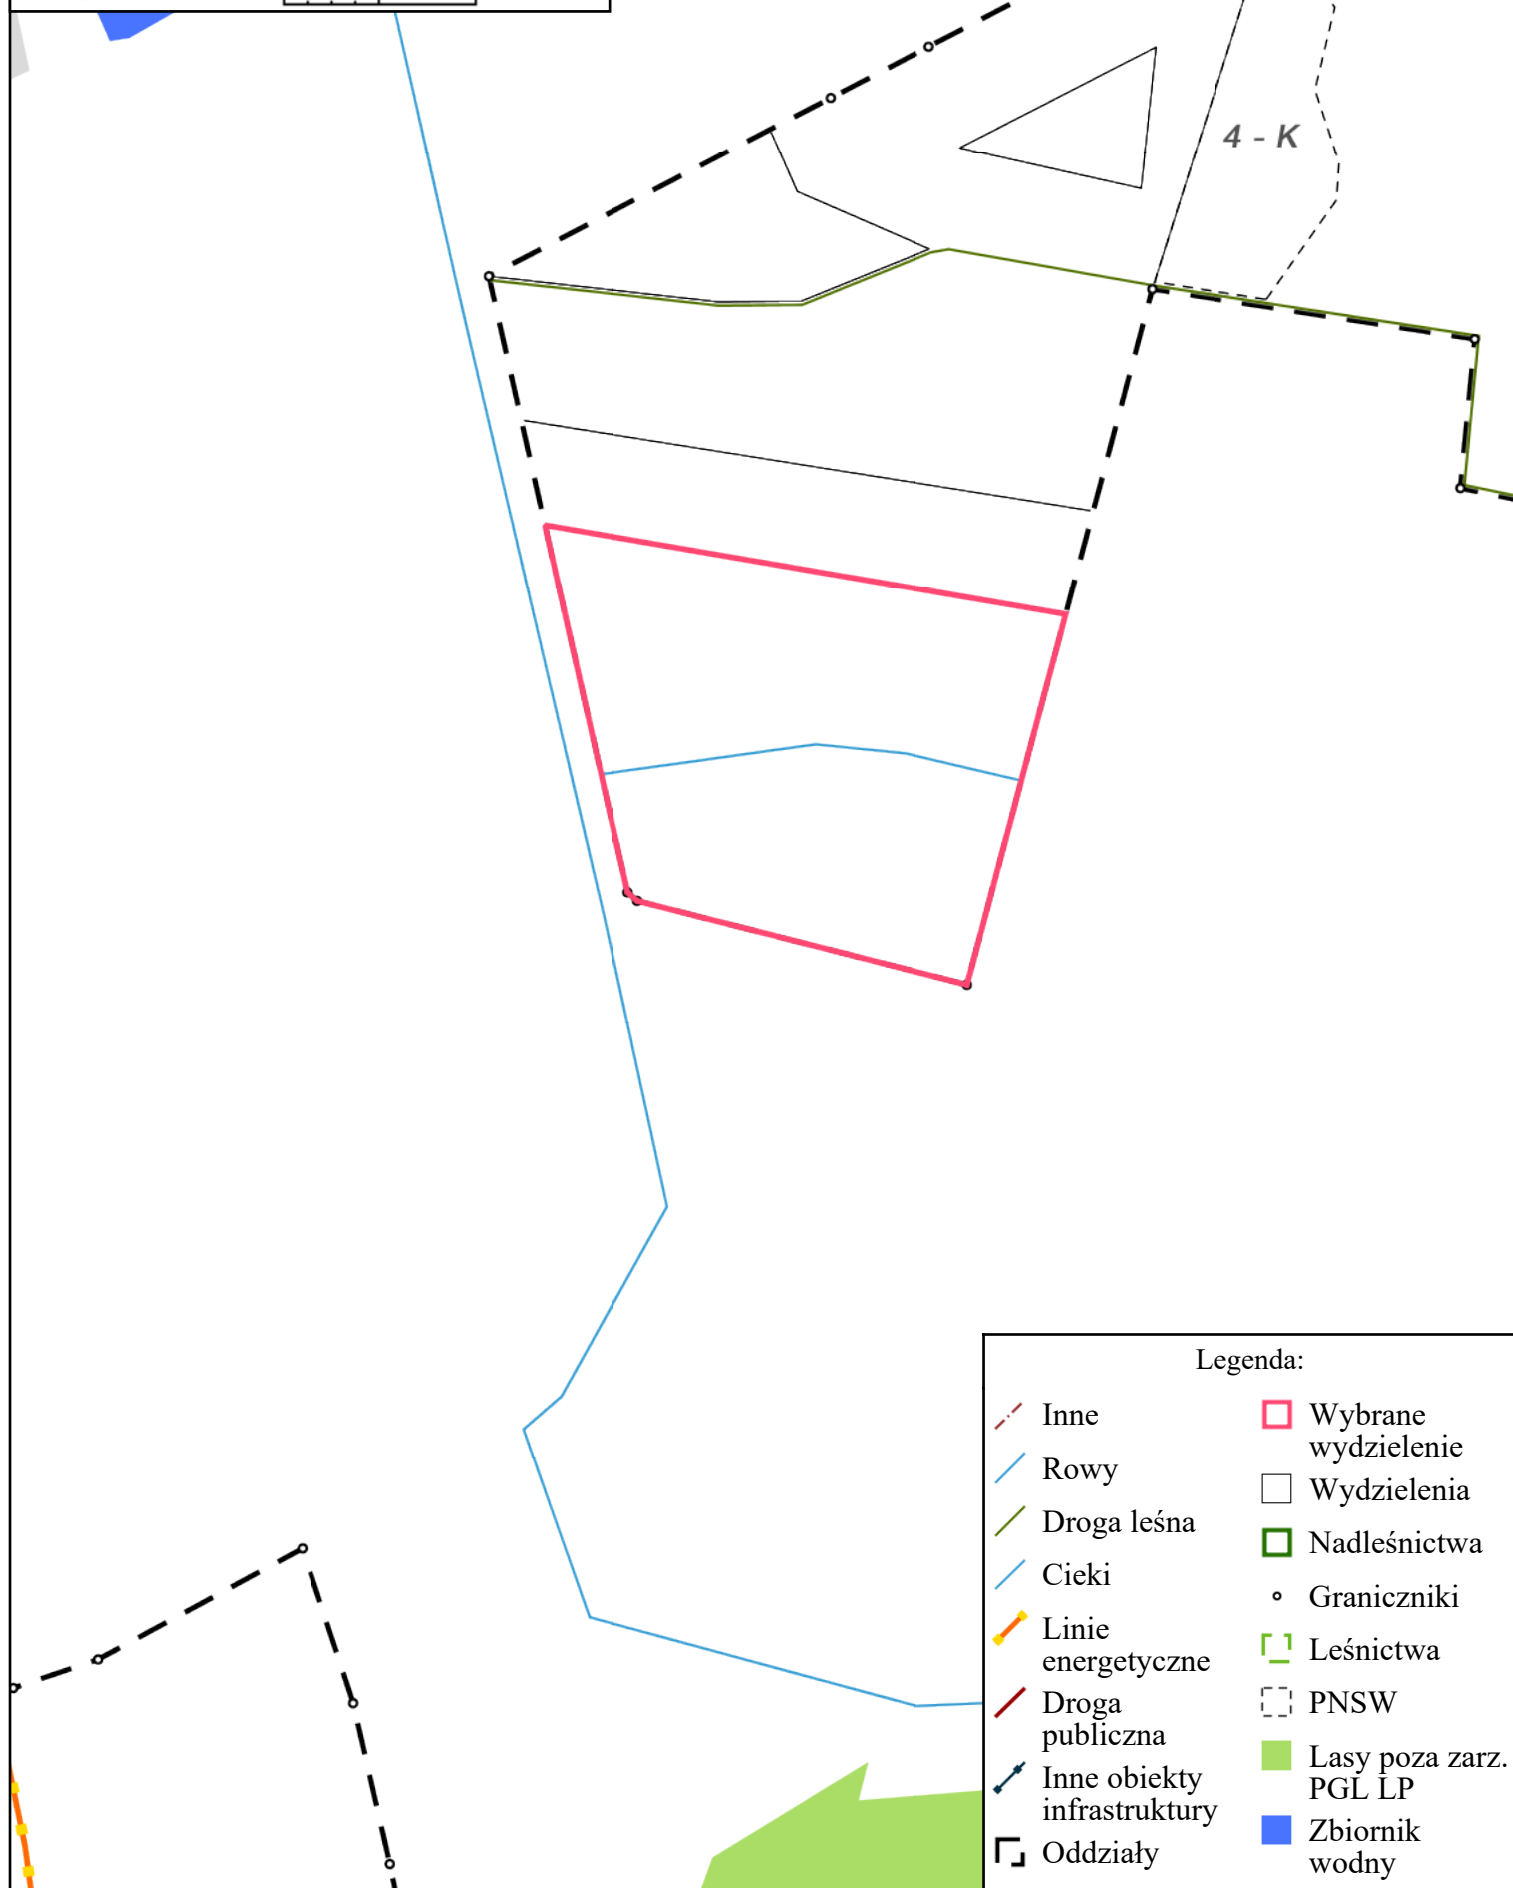 4 - K
Legenda:
Inne
Rowy
Droga leśna
Cieki
Linie
energetyczne
Droga
publiczna
Inne obiekty
infrastruktury
Oddziały
Wybrane
wydzielenie
Wydzielenia
Nadleśnictwa
Graniczniki
Leśnictwa
PNSW
Lasy poza zarz.
PGL LP
Zbiornik
wodny